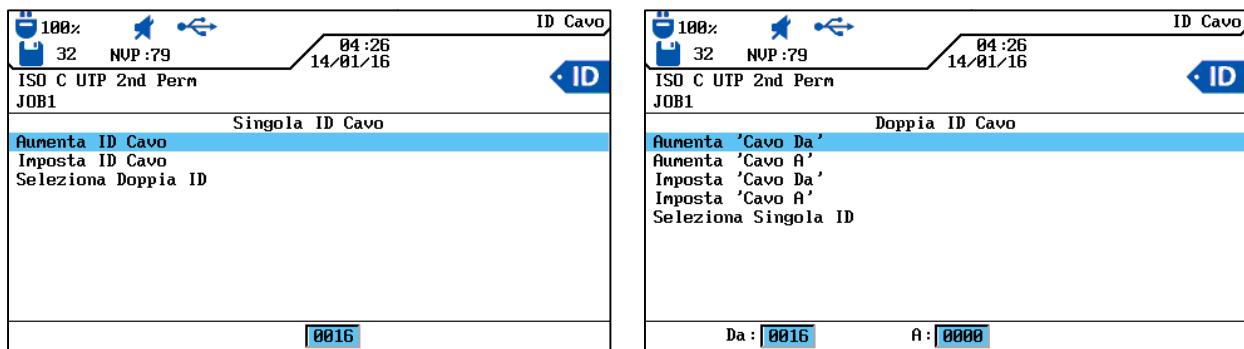 100% ID Cavo
32 NVP:79 04:26
14/01/16
ISO C UTP 2nd Perm ID
JOB1
Singola ID Cavo
Aumenta ID Cavo
Imposta ID Cavo
Seleziona Doppia ID
0016
100% ID Cavo
32 NVP:79 04:26
14/01/16
ISO C UTP 2nd Perm ID
JOB1
Doppia ID Cavo
Aumenta 'Cavo Da'
Aumenta 'Cavo A'
Imposta 'Cavo Da'
Imposta 'Cavo A'
Seleziona Singola ID
Da: 0016 A: 0000